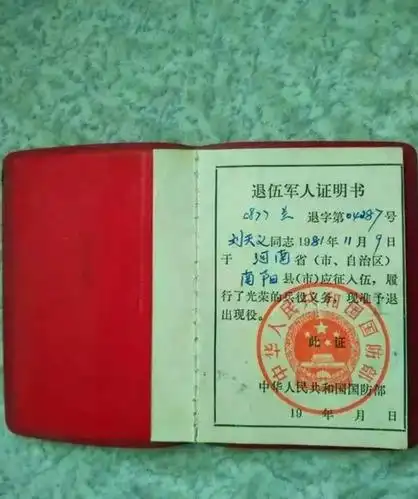 退伍军人证明书
退字第04287号
刘天义同志1981年11月9日
于河南省(市、自治区)
南阳县(市)应征入伍，履
行了光荣的兵役义务，现准予退
出现役。
此证
中华人民共和国国防部
中华人民共和国国防部
19 年 月 日